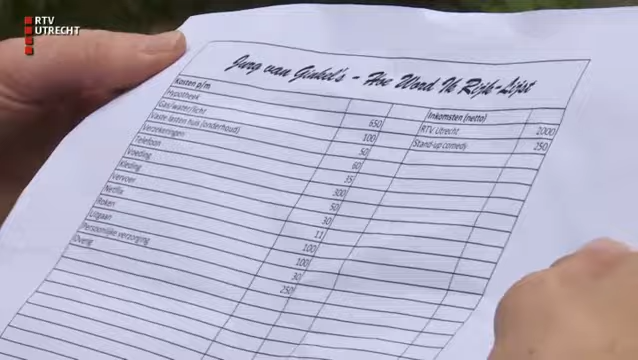 RTV
UTRECHT
Jurg van Ginkel's - Hoe Word Ik Rijk-Lijst
Kosten p/m
Hypotheek 650
Gas/water/licht 100
Vaste lasten huis (onderhoud) 50
Verzekeringen 60
Telefoon 35
Voeding 300
Kleding 50
Vervoer 30
Netflix 11
Roken 100
Uitgaan 100
Persoonlijke verzorging 30
Overig 250
Inkomsten (netto)
RTV Utrecht 2000
Stand-up comedy 250